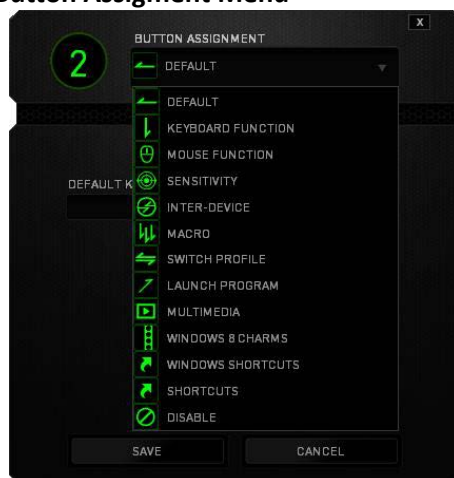 Button Assigment Menu
X
BUTTON ASSIGNMENT
2
DEFAULT
DEFAULT
KEYBOARD FUNCTION
MOUSE FUNCTION
SENSITIVITY
DEFAULT K
INTER-DEVICE
MACRO
SWITCH PROFILE
LAUNCH PROGRAM
MULTIMEDIA
WINDOWS 8 CHARMS
WINDOWS SHORTCUTS
SHORTCUTS
DISABLE
SAVE
CANCEL